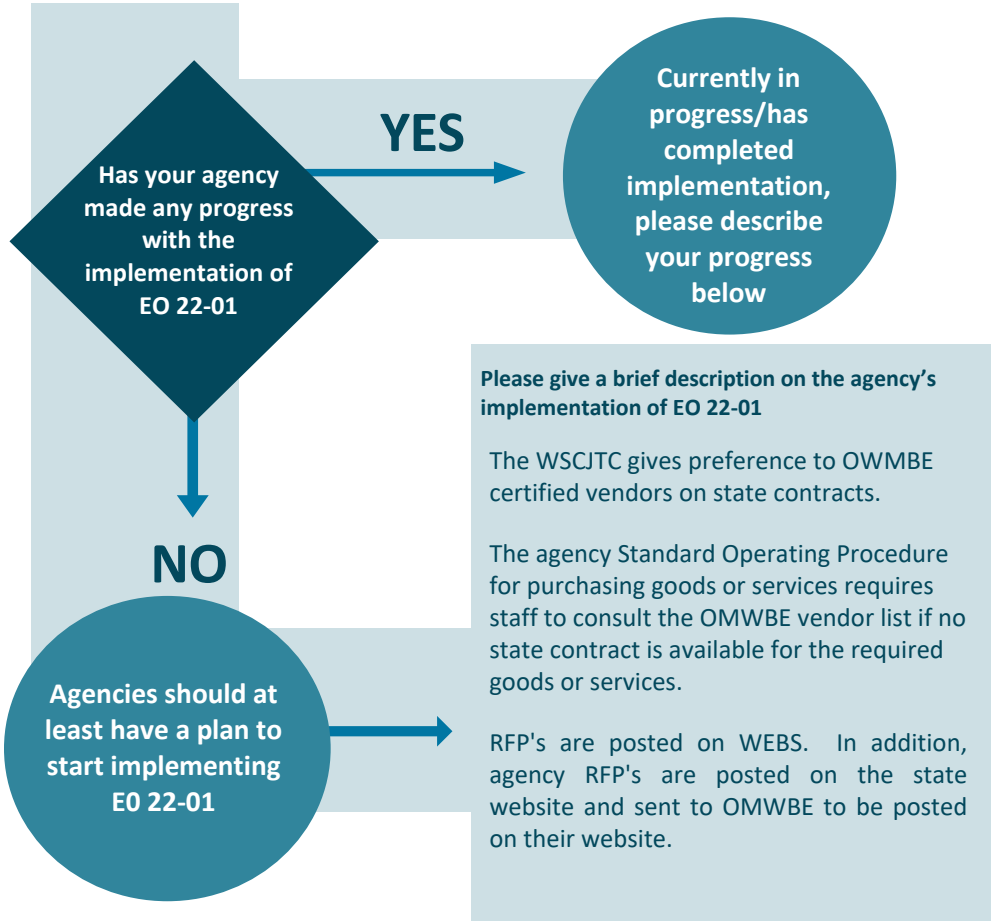 Has your agency
made any progress
with the
implementation of
EO 22-01
YES
Currently in
progress/has
completed
implementation,
please describe
your progress
below
NO
Agencies should at
least have a plan to
start implementing
E0 22-01
Please give a brief description on the agency’s
implementation of EO 22-01
The WSCJTC gives preference to OWMBE
certified vendors on state contracts.
The agency Standard Operating Procedure
for purchasing goods or services requires
staff to consult the OMWBE vendor list if no
state contract is available for the required
goods or services.
RFP's are posted on WEBS. In addition,
agency RFP's are posted on the state
website and sent to OMWBE to be posted
on their website.